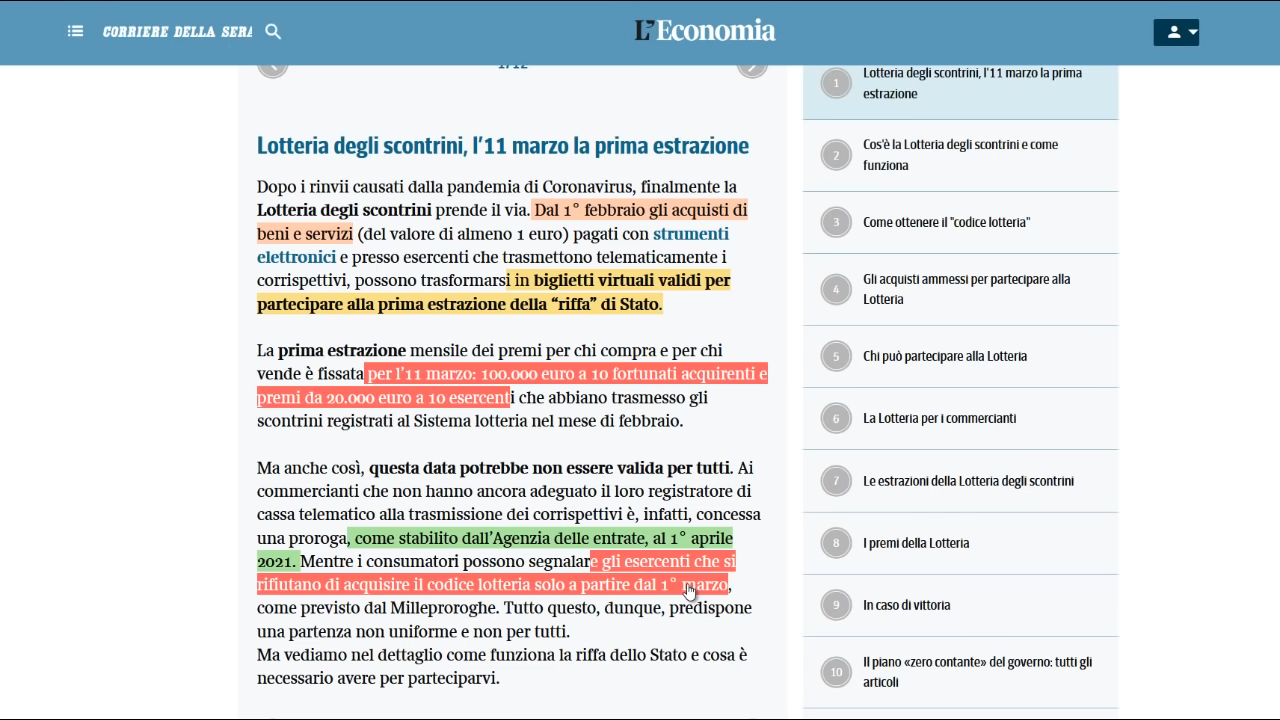 CORRIERE DELLA SERA
L'Economia
1/12
Lotteria degli scontrini, l'11 marzo la prima estrazione
Dopo i rinvii causati dalla pandemia di Coronavirus, finalmente la
Lotteria degli scontrini prende il via. Dal 1° febbraio gli acquisti di
beni e servizi (del valore di almeno 1 euro) pagati con strumenti
elettronici e presso esercenti che trasmettono telematicamente i
corrispettivi, possono trasformarsi in biglietti virtuali validi per
partecipare alla prima estrazione della “riffa” di Stato.
La prima estrazione mensile dei premi per chi compra e per chi
vende è fissata per l’11 marzo: 100.000 euro a 10 fortunati acquirenti e
premi da 20.000 euro a 10 esercenti che abbiano trasmesso gli
scontrini registrati al Sistema lotteria nel mese di febbraio.
Ma anche così, questa data potrebbe non essere valida per tutti. Ai
commercianti che non hanno ancora adeguato il loro registratore di
cassa telematico alla trasmissione dei corrispettivi è, infatti, concessa
una proroga, come stabilito dall’Agenzia delle entrate, al 1° aprile
2021. Mentre i consumatori possono segnalare gli esercenti che si
rifiutano di acquisire il codice lotteria solo a partire dal 1° marzo,
come previsto dal Milleproroghe. Tutto questo, dunque, predispone
una partenza non uniforme e non per tutti.
Ma vediamo nel dettaglio come funziona la riffa dello Stato e cosa è
necessario avere per parteciparvi.
1
Lotteria degli scontrini, l'11 marzo la prima
estrazione
2
Cos'è la Lotteria degli scontrini e come
funziona
3
Come ottenere il "codice lotteria"
4
Gli acquisti ammessi per partecipare alla
Lotteria
5
Chi può partecipare alla Lotteria
6
La Lotteria per i commercianti
7
Le estrazioni della Lotteria degli scontrini
8
I premi della Lotteria
9
In caso di vittoria
10
Il piano «zero contante» del governo: tutti gli
articoli